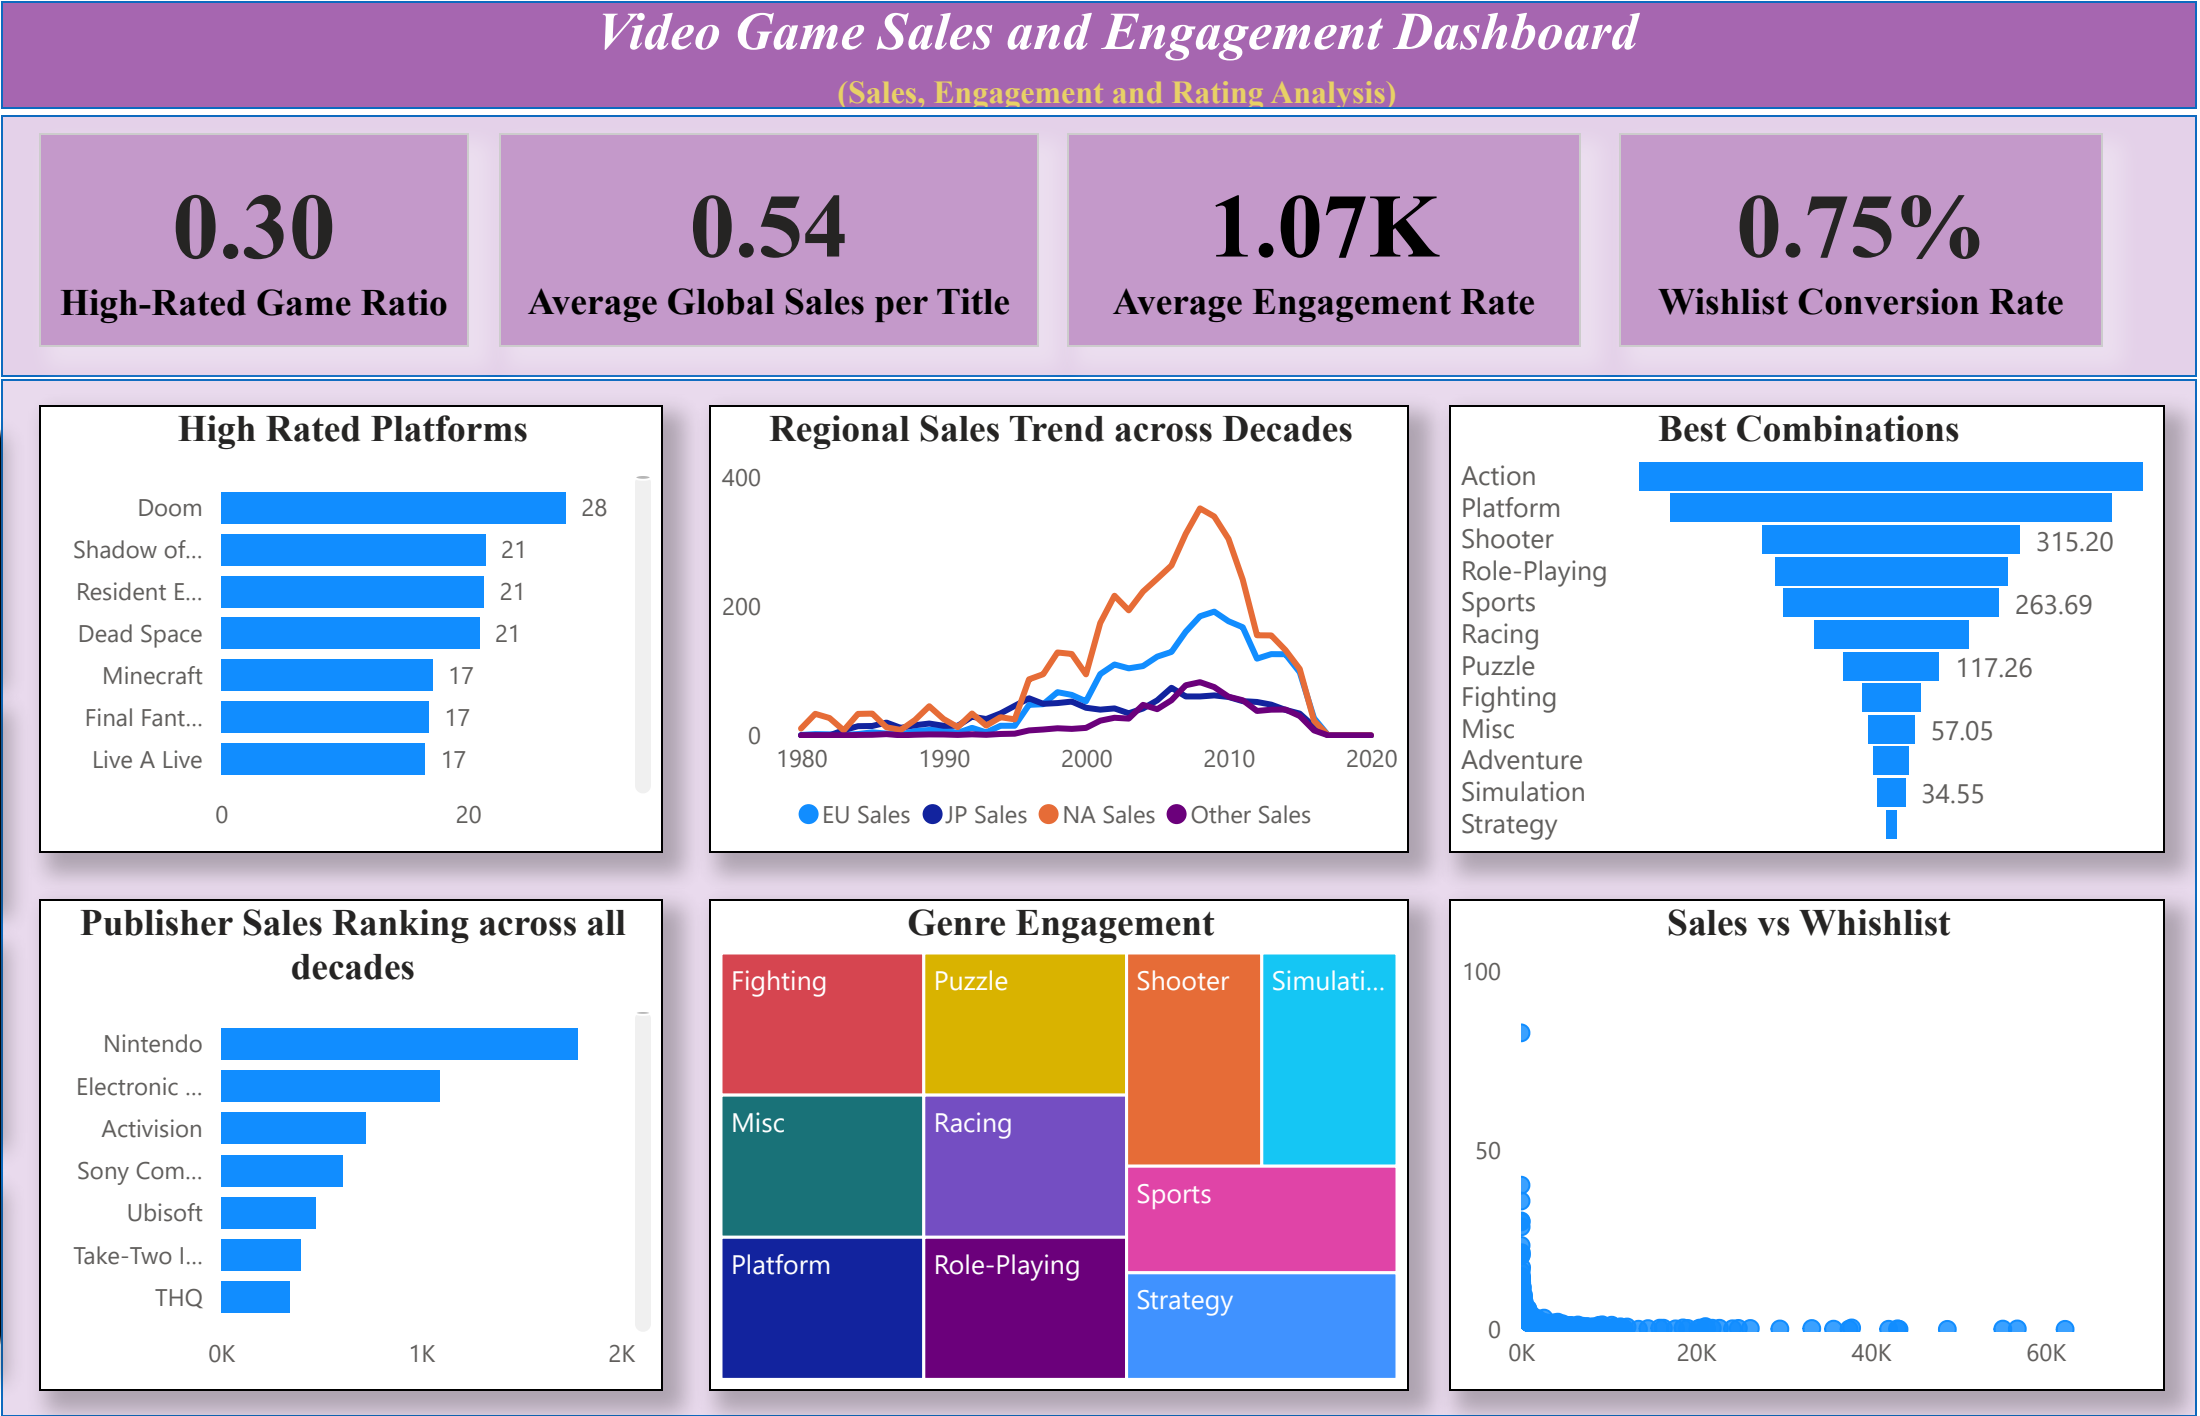 Video Game Sales and Engagement Dashboard
(Sales, Engagement and Rating Analysis)
0.30
High-Rated Game Ratio
0.54
Average Global Sales per Title
1.07K
Average Engagement Rate
0.75%
Wishlist Conversion Rate
High Rated Platforms
Doom 28
Shadow of... 21
Resident E... 21
Dead Space 21
Minecraft 17
Final Fant... 17
Live A Live 17
0 20
Regional Sales Trend across Decades
400
200
0
1980 1990 2000 2010 2020
EU Sales JP Sales NA Sales Other Sales
Best Combinations
Action
Platform
Shooter 315.20
Role-Playing
Sports 263.69
Racing
Puzzle 117.26
Fighting
Misc 57.05
Adventure
Simulation 34.55
Strategy
Publisher Sales Ranking across all
decades
Nintendo
Electronic ...
Activision
Sony Com...
Ubisoft
Take-Two I...
THQ
0K 1K 2K
Genre Engagement
Fighting Puzzle Shooter Simulati...
Misc Racing
Sports
Platform Role-Playing
Strategy
Sales vs Whishlist
100
50
0
0K 20K 40K 60K